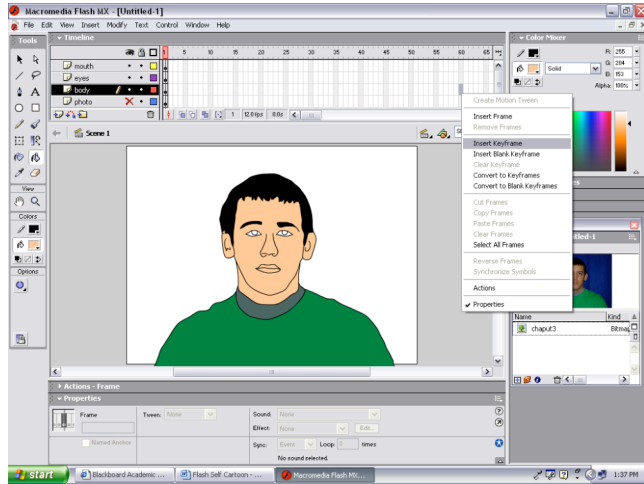 Macromedia Flash MX - [Untitled-1]
File Edit View Insert Modify Text Control Window Help
Tools
Timeline
Color Mixer
5 10 15 20 25 30 35 40 45 50 55 60 65
mouth
eyes
body
photo
1 12.0 fps 0.0s
R: 255
G: 204
B: 153
Alpha: 100%
Solid
Scene 1
View
Colors
Options
Create Motion Tween
Insert Frame
Remove Frames
Insert Keyframe
Insert Blank Keyframe
Clear Keyframe
Convert to Keyframes
Convert to Blank Keyframes
Cut Frames
Copy Frames
Paste Frames
Clear Frames
Select All Frames
Reverse Frames
Synchronize Symbols
Actions
Properties
tled-1
Name Kind
chaput3 Bitmap
Actions - Frame
Properties
Frame Tween: None Sound: None
Effect: None Edit...
Named Anchor Sync: Event Loop: 0 times
No sound selected.
start Blackboard Academic ... Flash Self Cartoon - ... Macromedia Flash MX... 1:37 PM